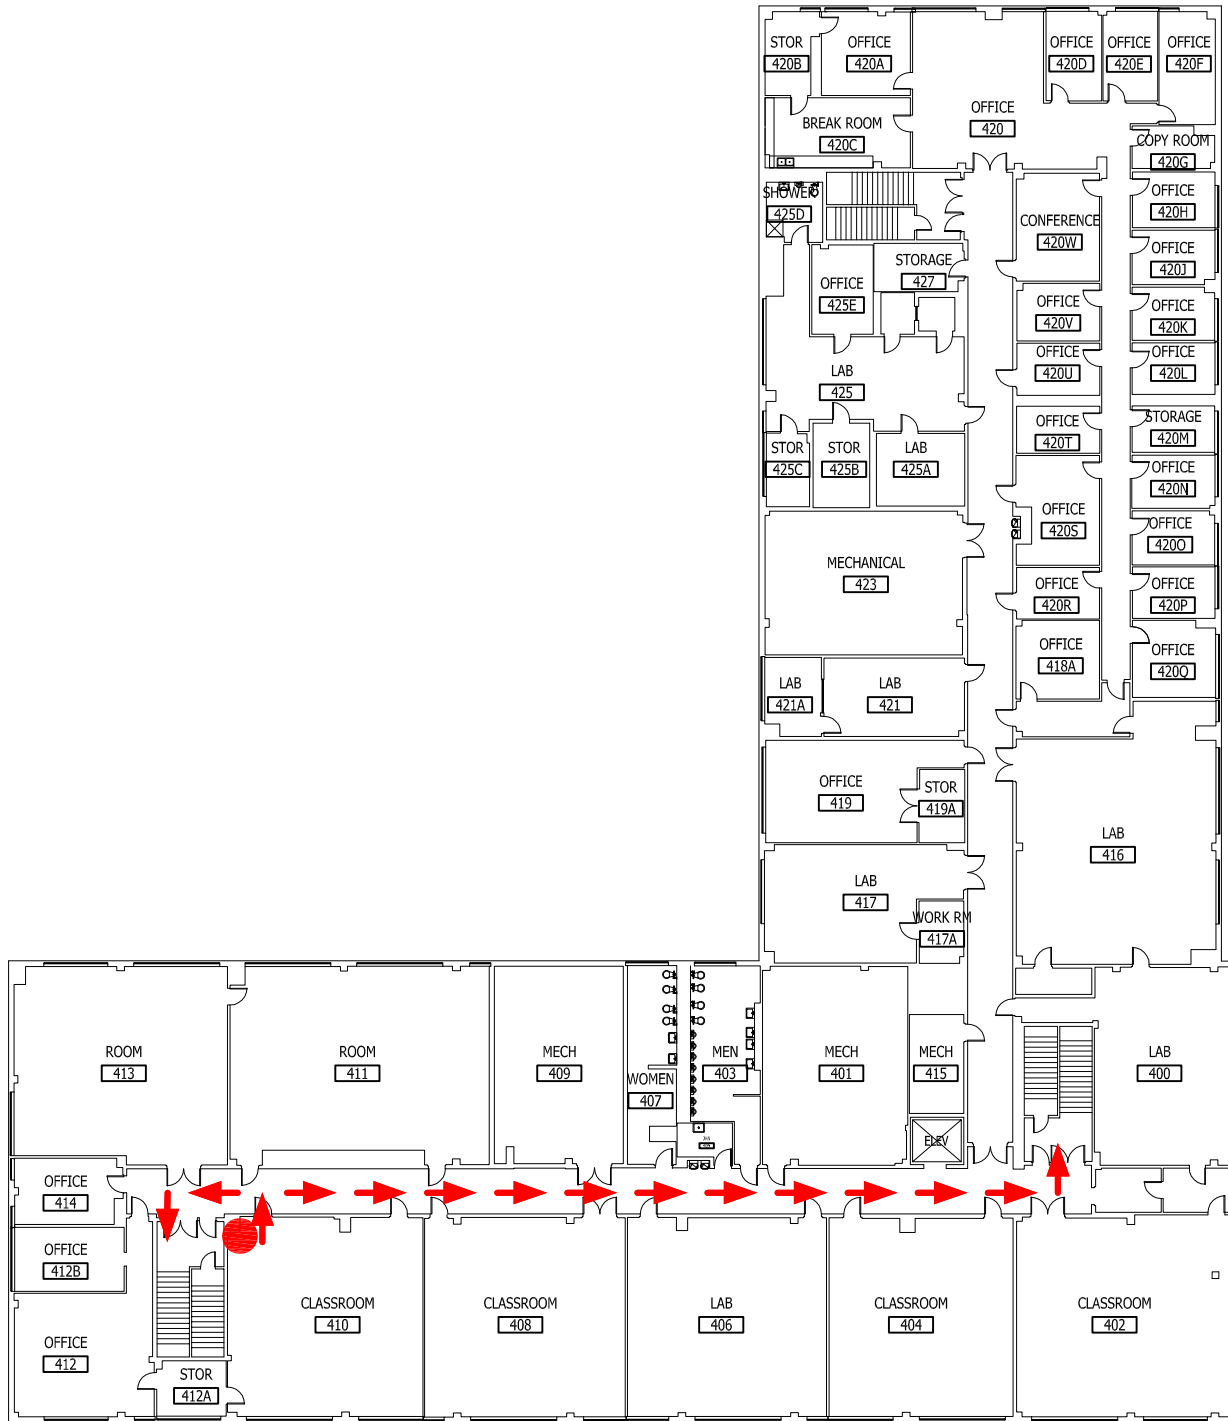 STOR
420B
OFFICE
420A
OFFICE
420D
OFFICE
420E
OFFICE
420F
OFFICE
420
BREAK ROOM
420C
COPY ROOM
420G
SHOWER
425D
OFFICE
420H
CONFERENCE
420W
STORAGE
427
OFFICE
420J
OFFICE
425E
OFFICE
420V
OFFICE
420K
LAB
425
OFFICE
420U
OFFICE
420L
OFFICE
420T
STORAGE
420M
STOR
425C
STOR
425B
LAB
425A
OFFICE
420N
OFFICE
420S
OFFICE
420O
MECHANICAL
423
OFFICE
420R
OFFICE
420P
OFFICE
418A
OFFICE
420Q
LAB
421A
LAB
421
OFFICE
419
STOR
419A
LAB
416
LAB
417
WORK RM
417A
ROOM
413
ROOM
411
MECH
409
WOMEN
407
MEN
403
MECH
401
MECH
415
LAB
400
ELEV
OFFICE
414
OFFICE
412B
OFFICE
412
STOR
412A
CLASSROOM
410
CLASSROOM
408
LAB
406
CLASSROOM
404
CLASSROOM
402